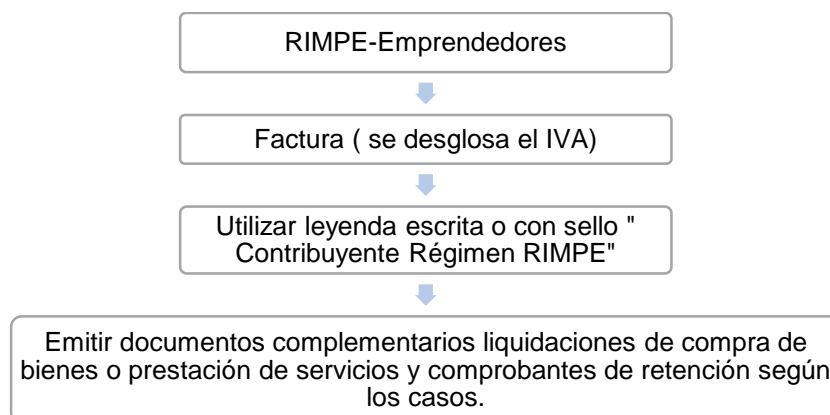 RIMPE-Emprendedores
Factura ( se desglosa el IVA)
Utilizar leyenda escrita o con sello "
Contribuyente Régimen RIMPE"
Emitir documentos complementarios liquidaciones de compra de
bienes o prestación de servicios y comprobantes de retención según
los casos.